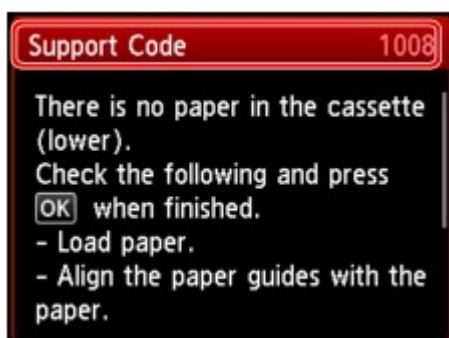 Support Code 1008
There is no paper in the cassette
(lower).
Check the following and press
OK when finished.
– Load paper.
– Align the paper guides with the
paper.